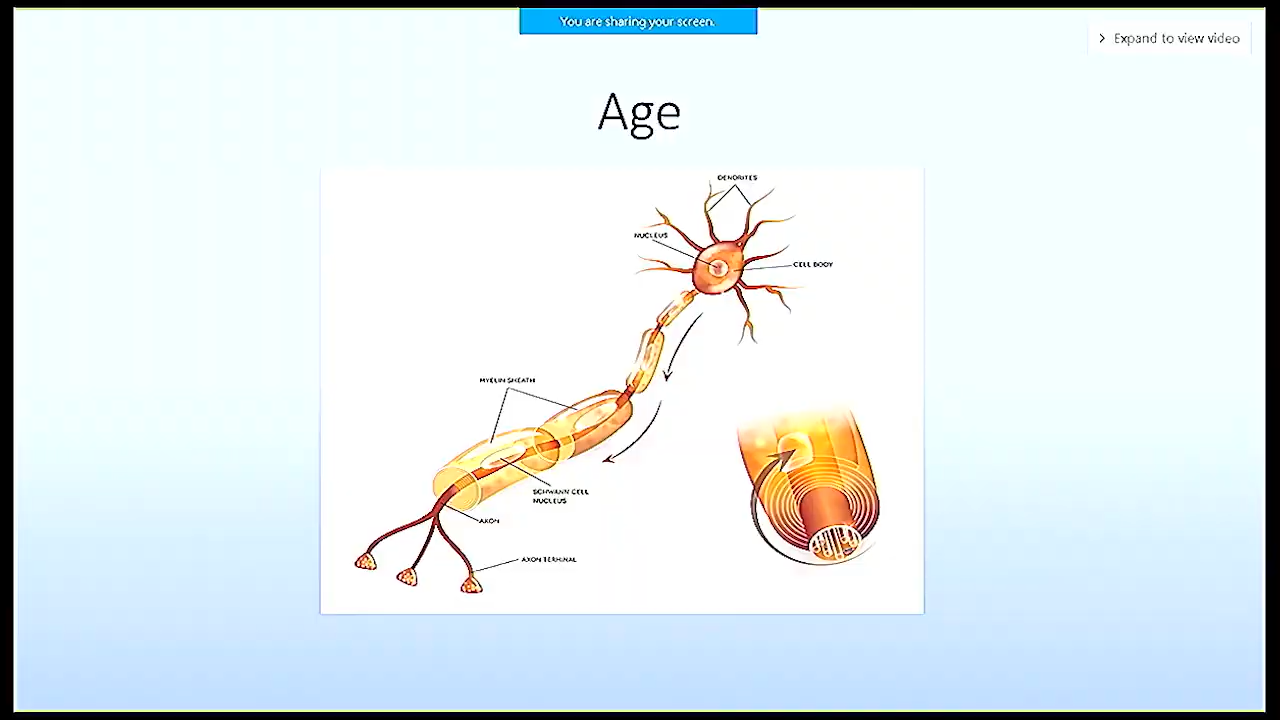 You are sharing your screen.
Expand to view video
Age
DENDRITES
NUCLEUS
CELL BODY
MYELIN SHEATH
SCHWANN CELL
NUCLEUS
AXON
AXON TERMINAL